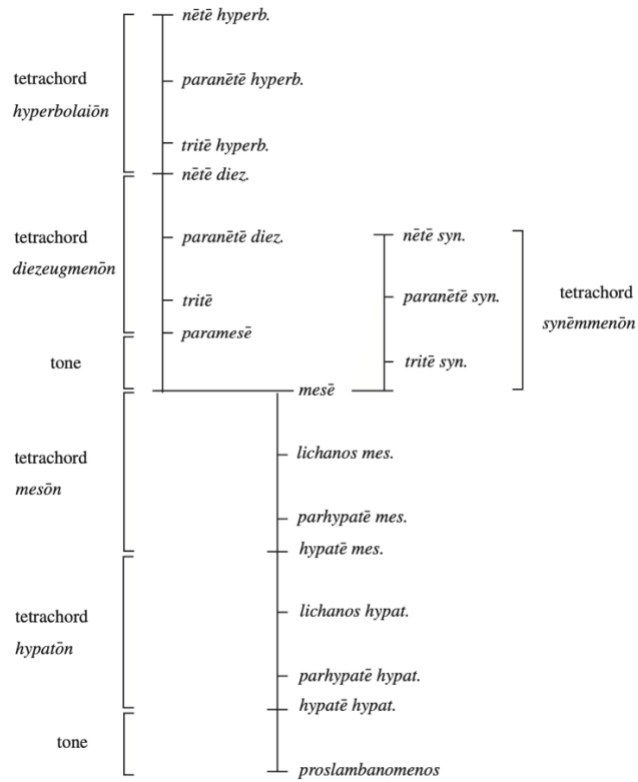 nētē hyperb.
tetrachord
paranētē hyperb.
hyperbolaiōn
tritē hyperb.
nētē diez.
tetrachord
paranētē diez.
nētē syn.
diezeugmenōn
tetrachord
tritē
paranētē syn.
synēmmenōn
paramesē
tone
tritē syn.
mesē
tetrachord
lichanos mes.
mesōn
parhypatē mes.
hypatē mes.
tetrachord
lichanos hypat.
hypatōn
parhypatē hypat.
hypatē hypat.
tone
proslambanomenos